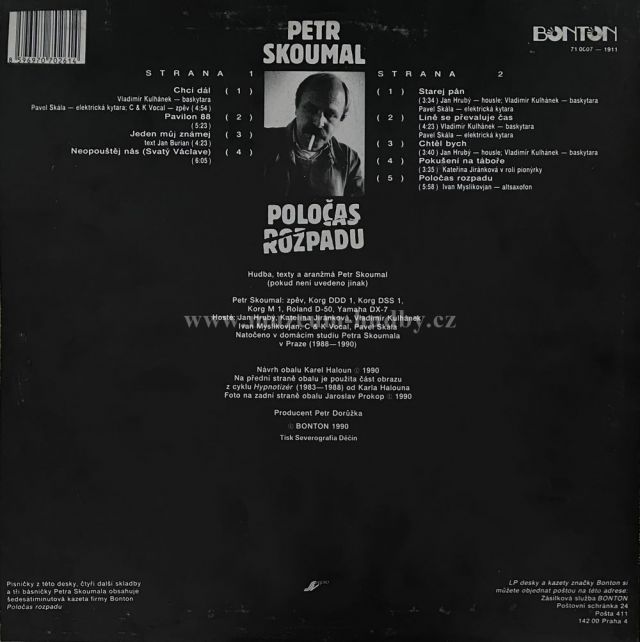 8 596970 702614
PETR
SKOUMAL
BONTON
71 0007 — 1911
STRANA 1
Chci dál ( 1 )
Vladimír Kulhánek — baskytara
Pavel Skála — elektrická kytara; C & K Vocal — zpěv ( 4:54 )
Pavilon 88 ( 2 )
( 5:23 )
Jeden můj známej ( 3 )
text Jan Burian ( 4:23 )
Neopouštěj nás (Svatý Václave) ( 4 )
( 6:05 )
STRANA 2
( 1 ) Starej pán
( 3:34 ) Jan Hrubý — housle; Vladimír Kulhánek — baskytara
Pavel Skála — elektrická kytara
( 2 ) Líně se převaluje čas
( 4:23 ) Vladimír Kulhánek — baskytara
Pavel Skála — elektrická kytara
( 3 ) Chtěl bych
( 3:40 ) Jan Hrubý — housle; Vladimír Kulhánek — baskytara
( 4 ) Pokušení na táboře
( 3:35 ) Kateřina Jiránková v roli pionýrky
( 5 ) Poločas rozpadu
( 5:58 ) Ivan Myslikovjan — altsaxofon
POLOČAS
ROZPADU
Hudba, texty a aranžmá Petr Skoumal
(pokud není uvedeno jinak)
Petr Skoumal: zpěv, Korg DDD 1, Korg DSS 1,
Korg M 1, Roland D-50, Yamaha DX-7
Hosté: Jan Hrubý, Kateřina Jiránková, Vladimír Kulhánek
Ivan Myslikovjan, C & K Vocal, Pavel Skála
Natočeno v domácím studiu Petra Skoumala
v Praze (1988—1990)
Návrh obalu Karel Haloun © 1990
Na přední straně obalu je použita část obrazu
z cyklu Hypnotizér (1983—1988) od Karla Halouna
Foto na zadní straně obalu Jaroslav Prokop © 1990
Producent Petr Dorůžka
℗ BONTON 1990
Tisk Severografia Děčín
Písničky z této desky, čtyři další skladby
a tři básničky Petra Skoumala obsahuje
šedesátiminutová kazeta firmy Bonton
Poločas rozpadu
LP desky a kazety značky Bonton si
můžete objednat poštou na této adrese:
Zásilková služba BONTON
Poštovní schránka 24
Pošta 411
142 00 Praha 4